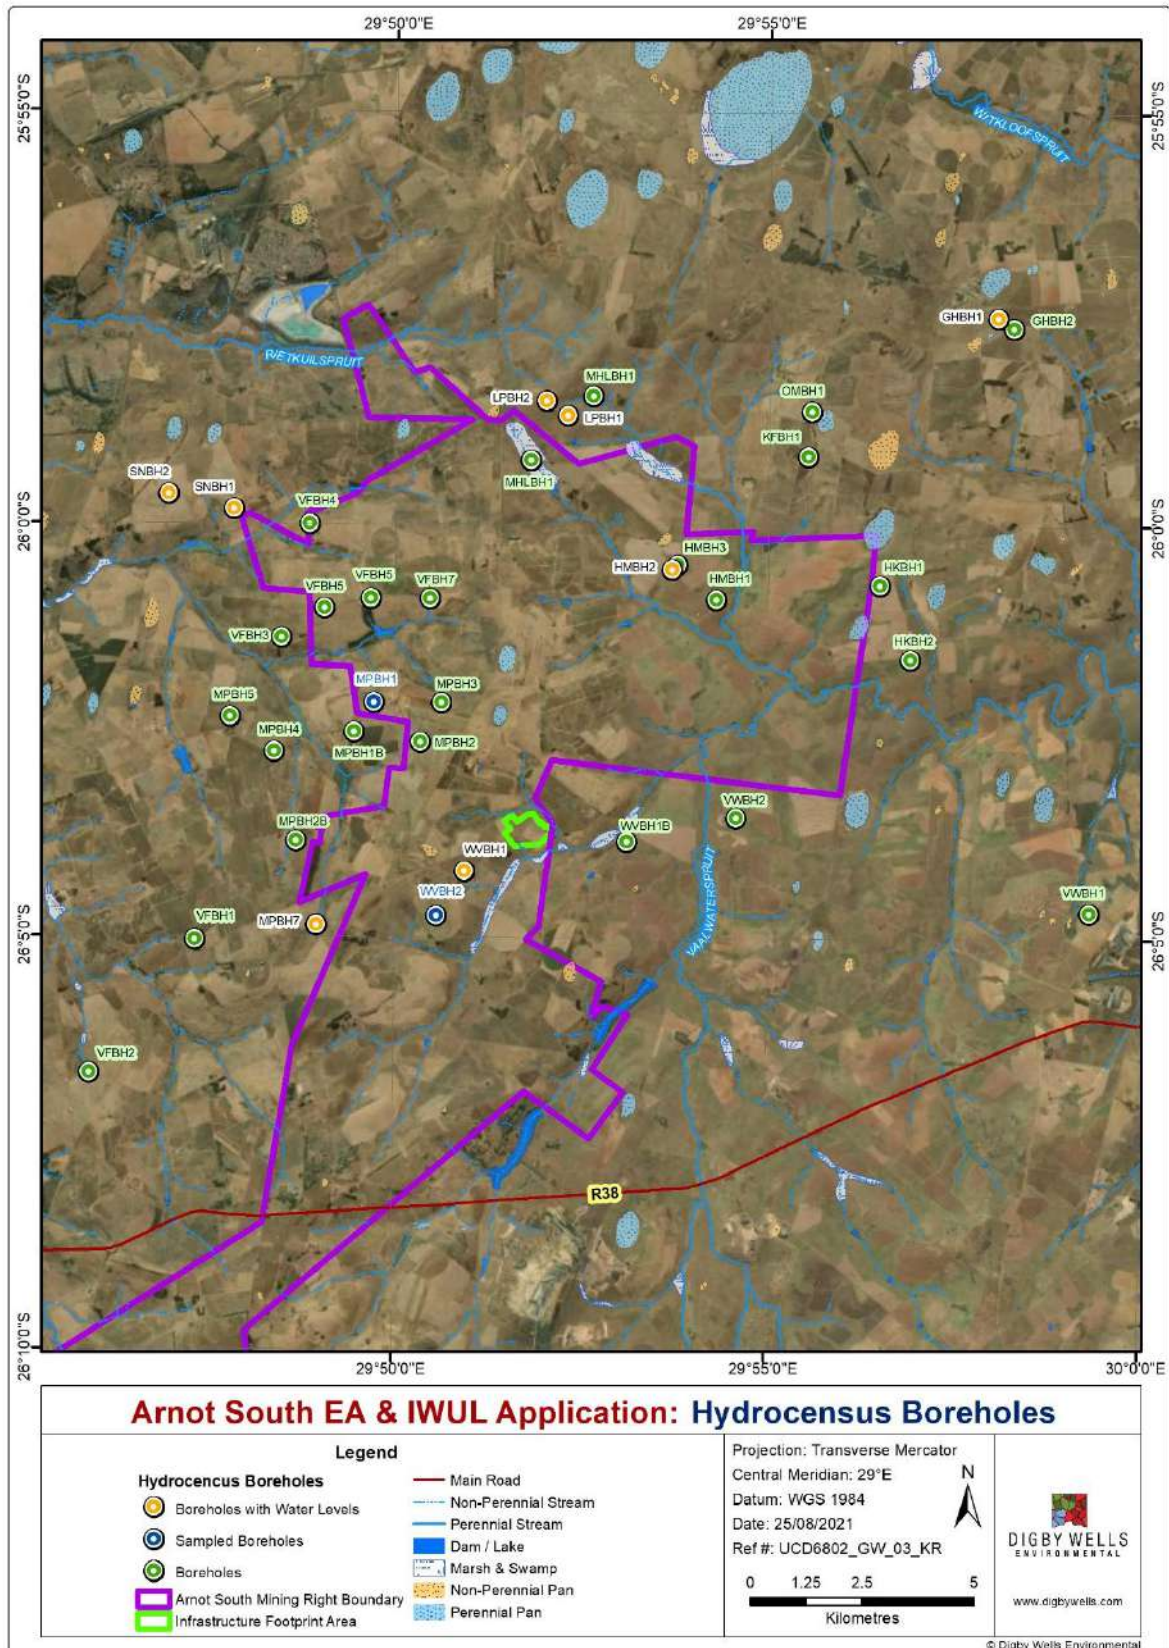 29°50'0"E
29°55'0"E
25°55'0"S
25°55'0"S
WITKLOOFSPRUIT
GHBH1
GHBH2
RIETKUILSPRUIT
MHLBH1
LPBH2
LPBH1
OMBH1
KFBH1
MHLBH1
SNBH2
SNBH1
VFBH4
26°0'0"S
26°0'0"S
HMBH3
HMBH2
HMBH1
HKBH1
VFBH5
VFBH5
VFBH7
VFBH3
HKBH2
MPBH1
MPBH3
MPBH5
MPBH4
MPBH1B
MPBH2
VWBH2
MPBH2B
WVBH1B
WVBH1
WVBH2
VAALWATERSPRUIT
VWBH1
VFBH1
MPBH7
26°5'0"S
26°5'0"S
VFBH2
R38
26°10'0"S
29°50'0"E
29°55'0"E
30°0'0"E
Arnot South EA & IWUL Application: Hydrocensus Boreholes
Legend
Hydrocencus Boreholes
Boreholes with Water Levels
Sampled Boreholes
Boreholes
Arnot South Mining Right Boundary
Infrastructure Footprint Area
Main Road
Non-Perennial Stream
Perennial Stream
Dam / Lake
Marsh & Swamp
Non-Perennial Pan
Perennial Pan
Projection: Transverse Mercator
Central Meridian: 29°E
Datum: WGS 1984
Date: 25/08/2021
Ref #: UCD6802_GW_03_KR
N
0 1.25 2.5 5
Kilometres
DIGBY WELLS
ENVIRONMENTAL
www.digbywells.com
© Digby Wells Environmental